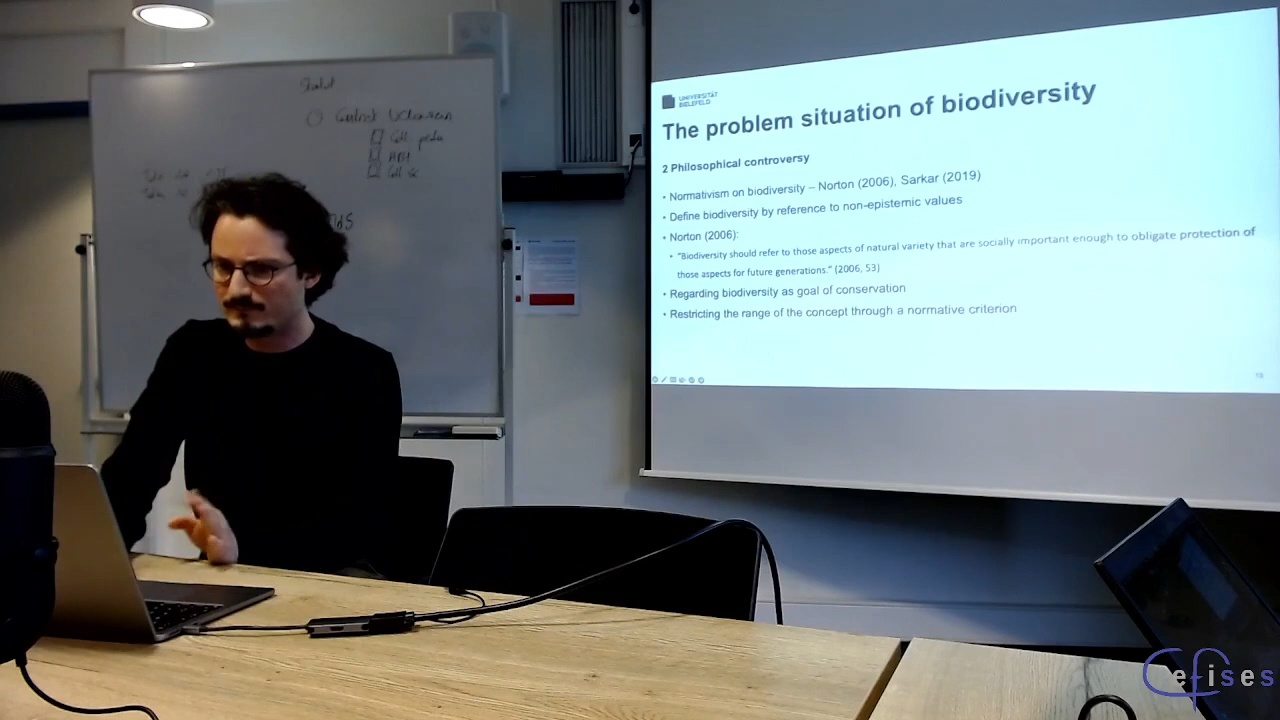 UNIVERSITÄT
BIELEFELD
The problem situation of biodiversity
2 Philosophical controversy
• Normativism on biodiversity – Norton (2006), Sarkar (2019)
• Define biodiversity by reference to non-epistemic values
• Norton (2006):
• "Biodiversity should refer to those aspects of natural variety that are socially important enough to obligate protection of
those aspects for future generations." (2006, 53)
• Regarding biodiversity as goal of conservation
• Restricting the range of the concept through a normative criterion
Cefises